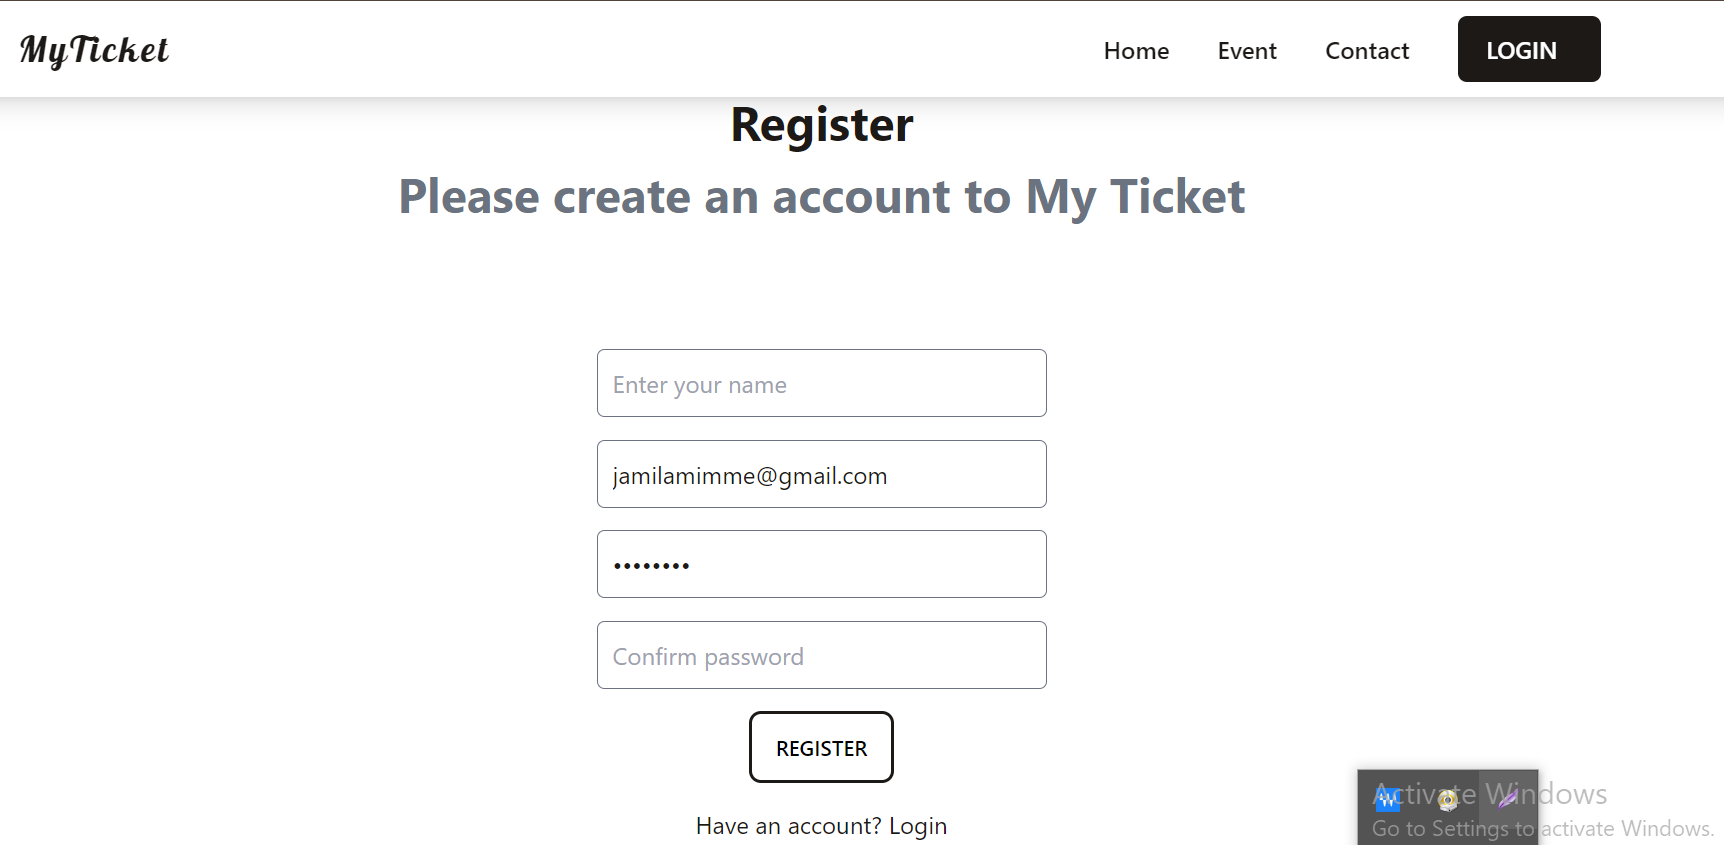 MyTicket
Home Event Contact LOGIN
Register
Please create an account to My Ticket
Enter your name
jamilamimme@gmail.com
••••••••
Confirm password
REGISTER
Have an account? Login
W
Activate Windows
Go to Settings to activate Windows.